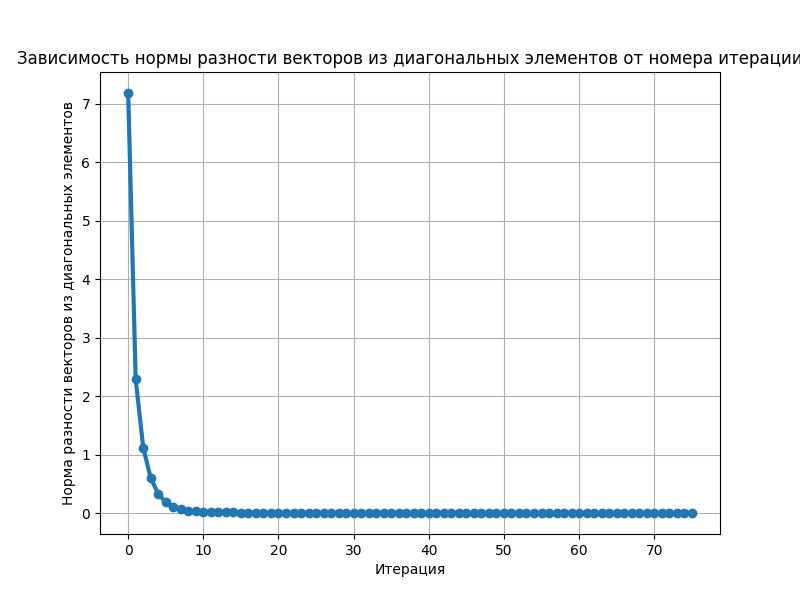 Зависимость нормы разности векторов из диагональных элементов от номера итерации
Норма разности векторов из диагональных элементов
7
6
5
4
3
2
1
0
0 10 20 30 40 50 60 70
Итерация